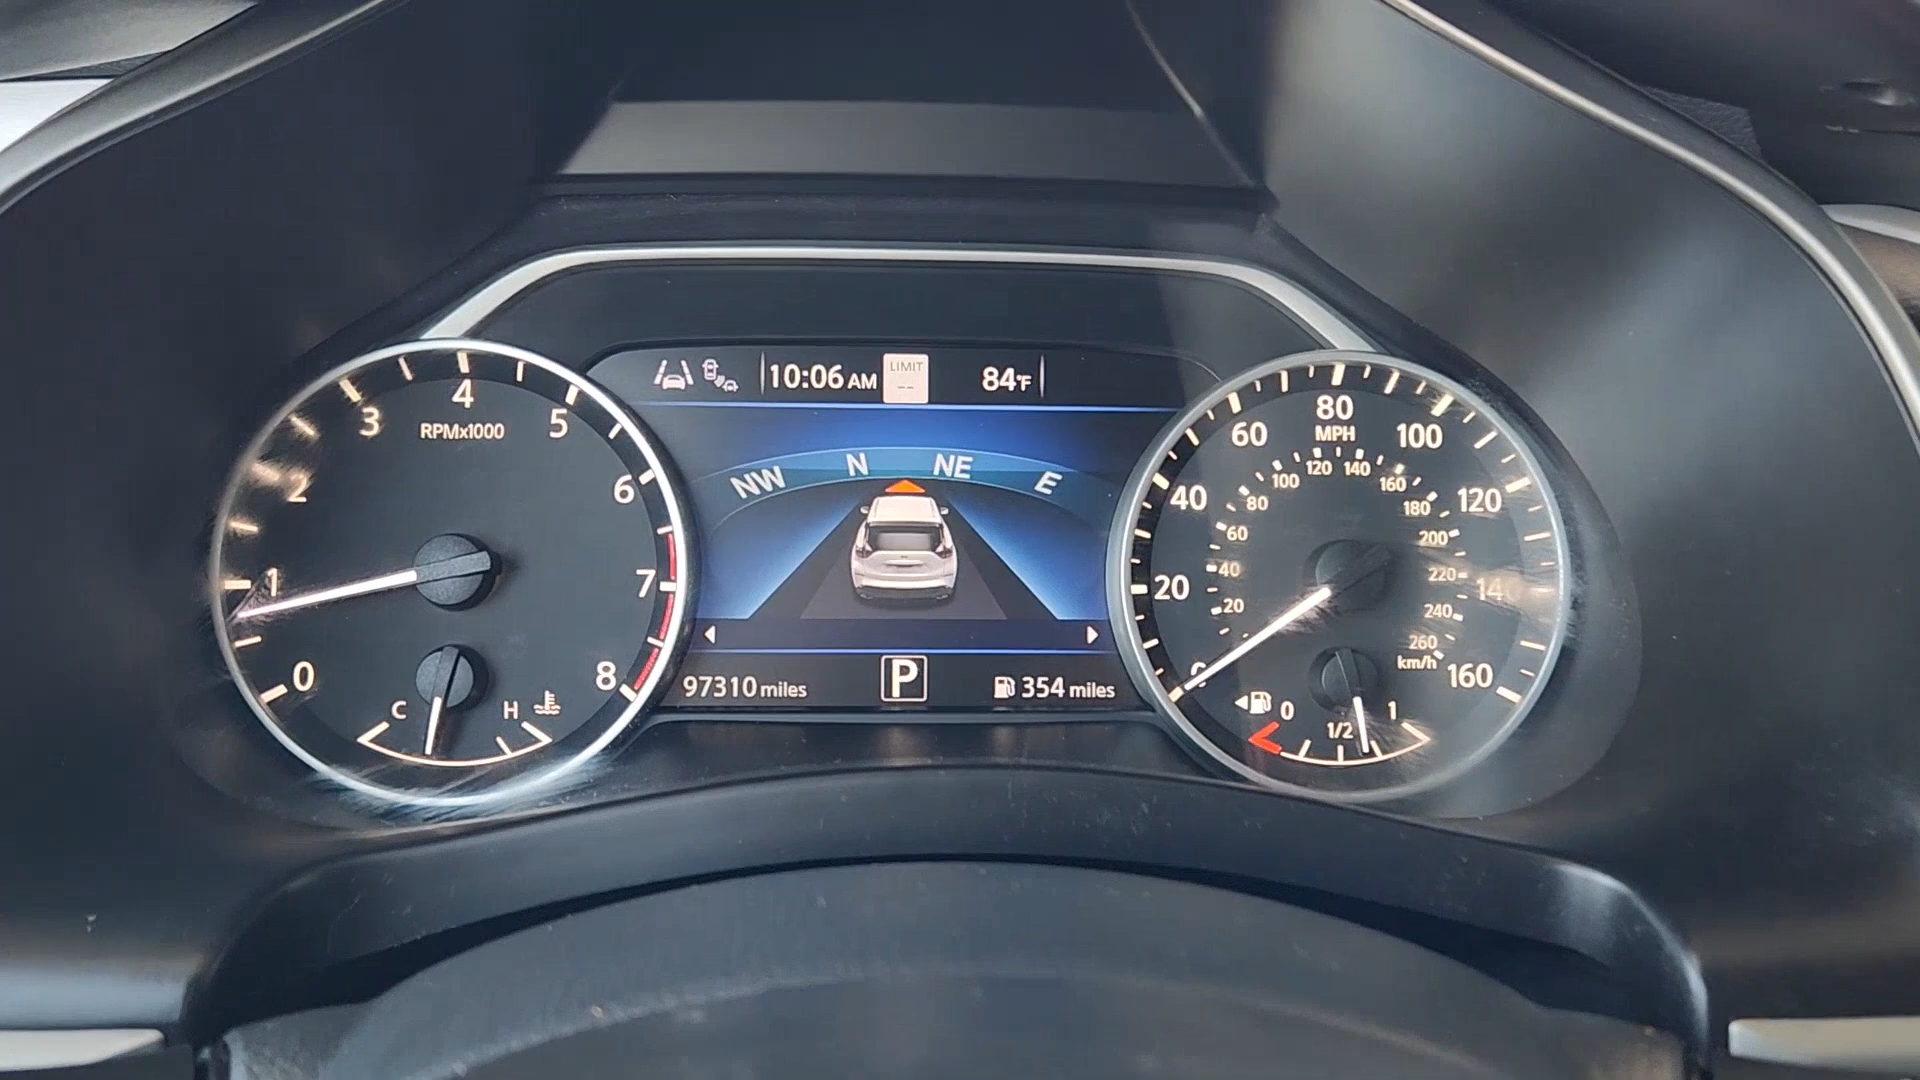 10:06 AM
LIMIT
--
84°F
NW N NE E
97310 miles
P
354 miles
0
1
2
3
4
5
6
7
8
RPMx1000
C
H
20
40
60
80
100
120
160
MPH
20
40
60
80
100
120
140
160
180
200
220
240
260
km/h
0
1/2
1